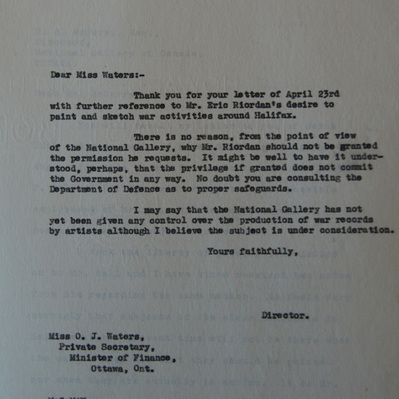 Dear Miss Waters:-
Thank you for your letter of April 23rd
with further reference to Mr. Eric Riordan's desire to
paint and sketch war activities around Halifax.
There is no reason, from the point of view
of the National Gallery, why Mr. Riordan should not be granted
the permission he requests. It might be well to have it under-
stood, perhaps, that the privilege if granted does not commit
the Government in any way. No doubt you are consulting the
Department of Defence as to proper safeguards.
I may say that the National Gallery has not
yet been given any control over the production of war records
by artists although I believe the subject is under consideration.
Yours faithfully,
Director.
Miss O. J. Waters,
Private Secretary,
Minister of Finance,
Ottawa, Ont.